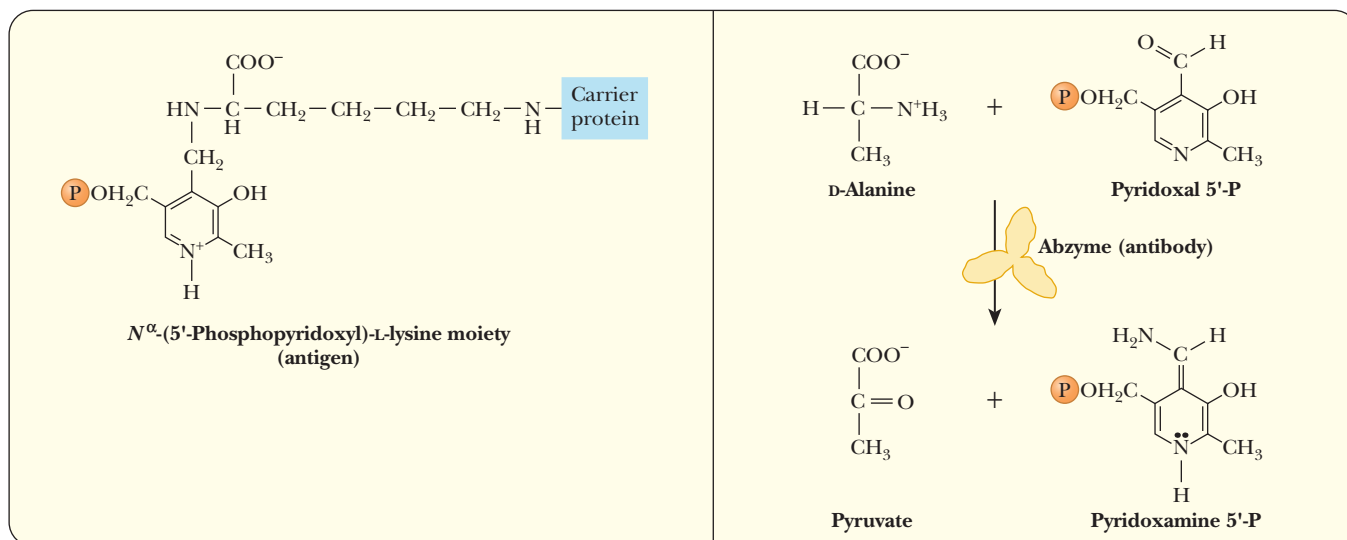 COO⁻
HN—C—CH₂—CH₂—CH₂—CH₂—N—
H
H
Carrier
protein
CH₂
P OH₂C
OH
N⁺
CH₃
H
Nα-(5'-Phosphopyridoxyl)-L-lysine moiety
(antigen)
COO⁻
H—C—N⁺H₃
CH₃
D-Alanine
+
O H
C
P OH₂C
OH
N
CH₃
Pyridoxal 5'-P
Abzyme (antibody)
COO⁻
C=O
CH₃
Pyruvate
+
H₂N H
C
P OH₂C
OH
N
CH₃
H
Pyridoxamine 5'-P